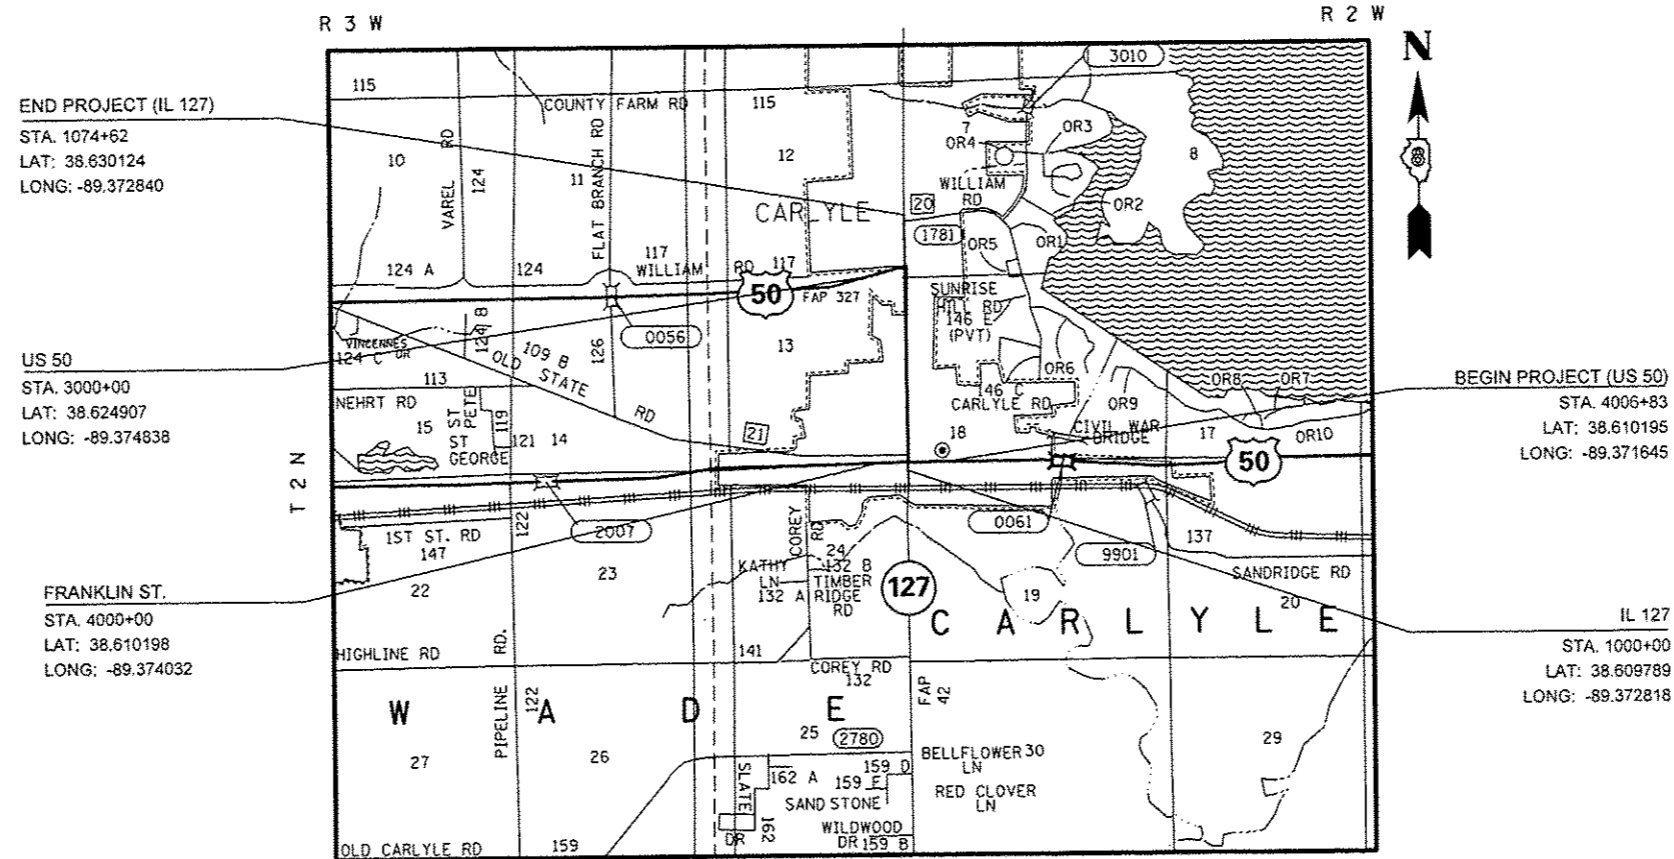 R 3 W
R 2 W
N
END PROJECT (IL 127)
STA. 1074+62
LAT: 38.630124
LONG: -89.372840
US 50
STA. 3000+00
LAT: 38.624907
LONG: -89.374838
FRANKLIN ST.
STA. 4000+00
LAT: 38.610198
LONG: -89.374032
BEGIN PROJECT (US 50)
STA. 4006+83
LAT: 38.610195
LONG: -89.371645
IL 127
STA. 1000+00
LAT: 38.609789
LONG: -89.372818
T 2 N
115
COUNTY FARM RD
115
3010
10
VAREL RD
124
11
FLAT BRANCH RD
12
7
OR4
OR3
8
WILLIAM
RD
OR2
CARLYLE
20
1781
OR5
OR1
124 A
124
117
WILLIAM RD
117
50
FAP 327
SUNRISE
HILL RD
146 E
(PVT)
0056
VINCENNES
DR
124 C
124 B
109 B
OLD STATE RD
126
13
113
NEHRT RD
ST PETE
119
15
ST
GEORGE
121
14
21
46 C
CARLYLE RD
OR6
OR9
OR8
OR7
18
CIVIL WAR
BRIDGE
17
OR10
50
1ST ST. RD
147
122
2007
COREY RD
0061
9901
137
SANDRIDGE RD
22
23
24
KATHY
LN
132 B
TIMBER
RIDGE
RD
132 A
127
19
20
CARLYLE
HIGHLINE RD
PIPELINE RD.
141
COREY RD
132
122
FAP
42
WADE
25
2780
27
26
BELLFLOWER
LN
30
29
RED CLOVER
LN
SLATE
DR
162 A
162
159 D
159 E
SAND STONE
WILDWOOD
DR
159 B
OLD CARLYLE RD
159